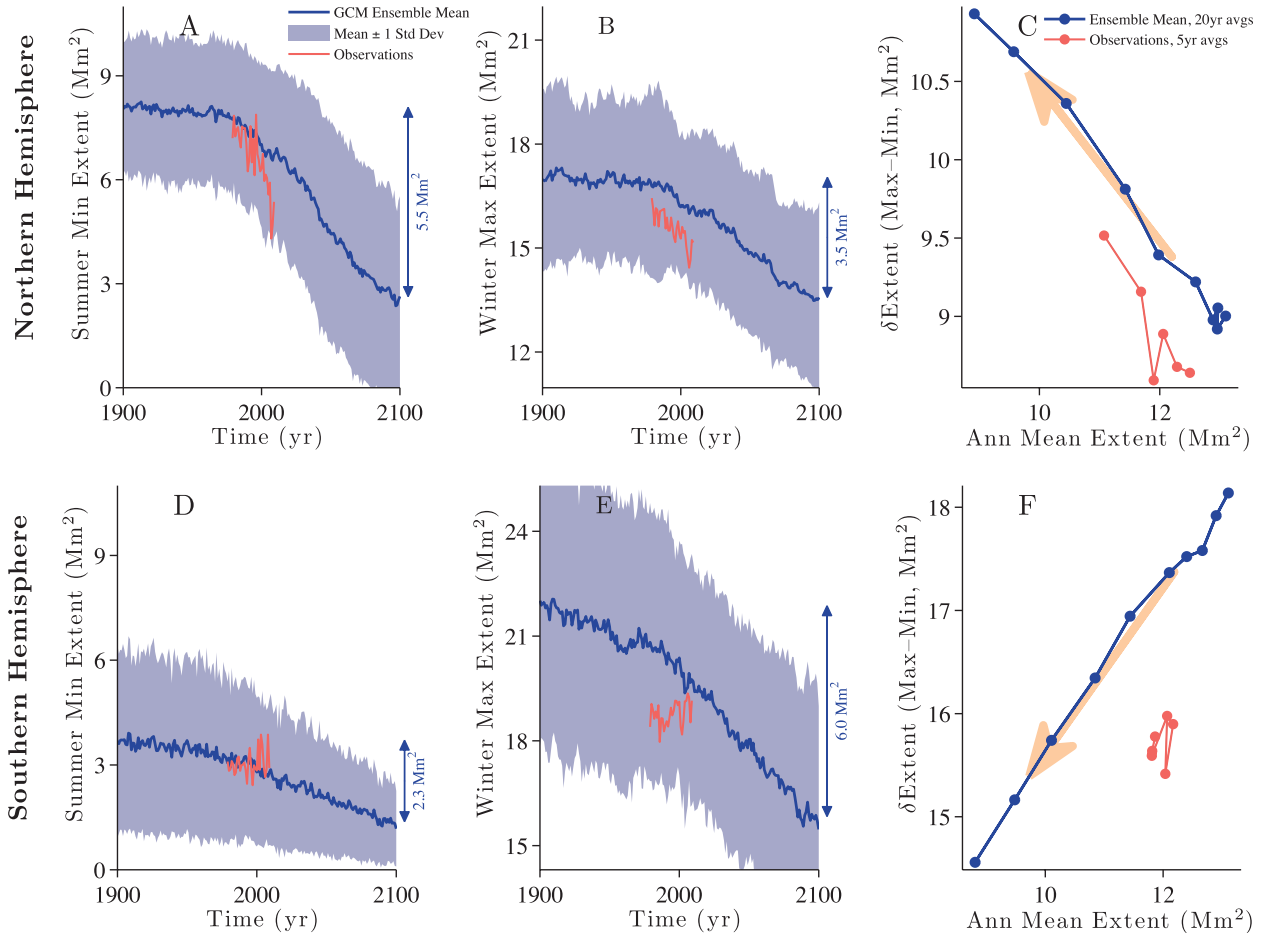 Northern Hemisphere
A
GCM Ensemble Mean
Mean ± 1 Std Dev
Observations
Summer Min Extent (Mm²)
9
6
3
0
5.5 Mm²
1900 2000 2100
Time (yr)
B
Winter Max Extent (Mm²)
21
18
15
12
3.5 Mm²
1900 2000 2100
Time (yr)
C
Ensemble Mean, 20yr avgs
Observations, 5yr avgs
δExtent (Max–Min, Mm²)
10.5
10
9.5
9
10 12
Ann Mean Extent (Mm²)
Southern Hemisphere
D
Summer Min Extent (Mm²)
9
6
3
0
2.3 Mm²
1900 2000 2100
Time (yr)
E
Winter Max Extent (Mm²)
24
21
18
15
6.0 Mm²
1900 2000 2100
Time (yr)
F
δExtent (Max–Min, Mm²)
18
17
16
15
10 12
Ann Mean Extent (Mm²)